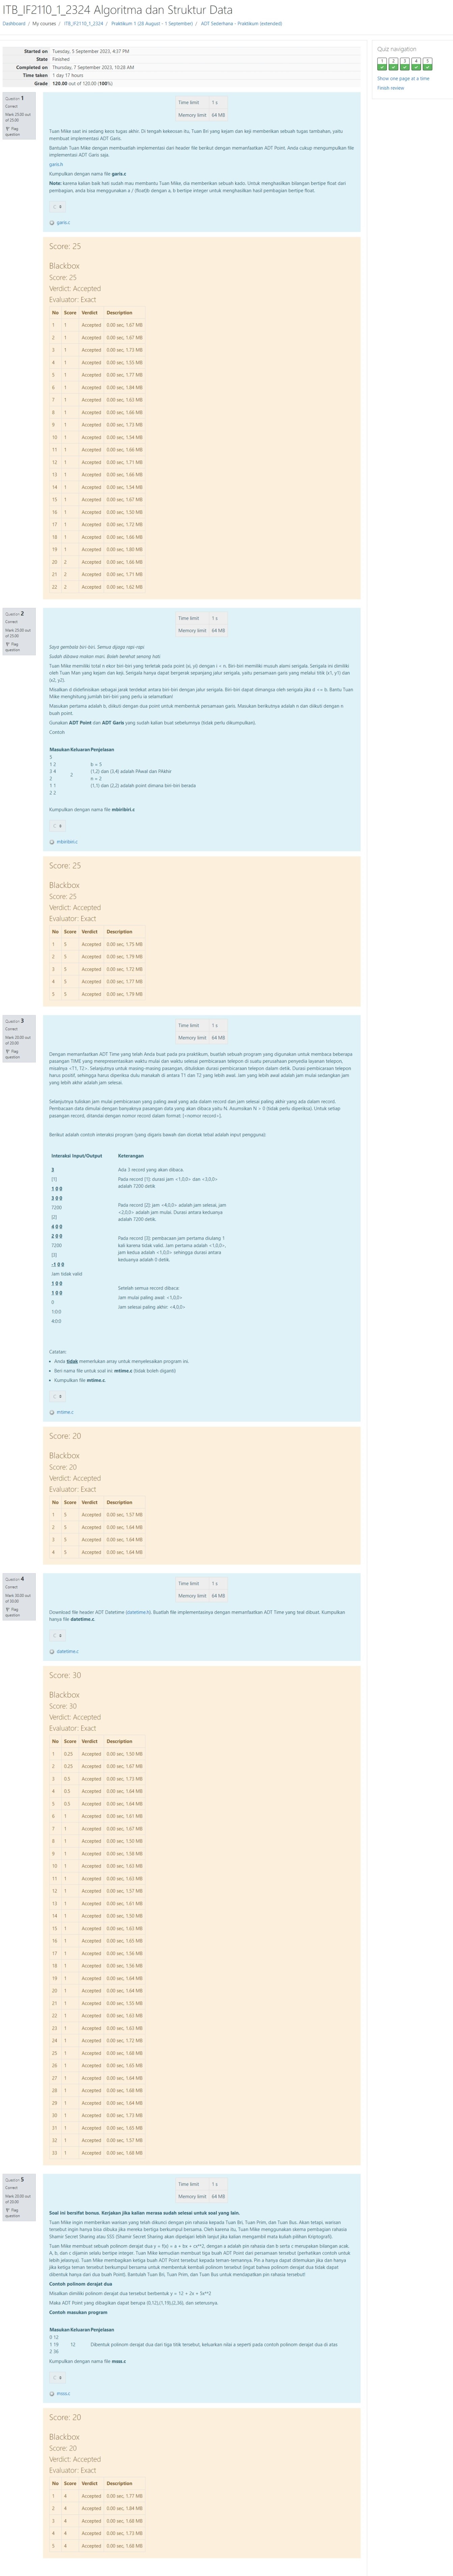 ITB_IF2110_1_2324 Algoritma dan Struktur Data
Dashboard / My courses / ITB_IF2110_1_2324 / Praktikum 1 (28 August - 1 September) / ADT Sederhana - Praktikum (extended)
Started on Tuesday, 5 September 2023, 4:37 PM
State Finished
Completed on Thursday, 7 September 2023, 10:28 AM
Time taken 1 day 17 hours
Grade 120.00 out of 120.00 (100%)
Quiz navigation
1 2 3 4 5
Show one page at a time
Finish review
Question 1
Correct
Mark 25.00 out of 25.00
Flag question
Time limit 1 s
Memory limit 64 MB
Tuan Mike saat ini sedang kerja tugas akhir. Di tengah kebosanan itu, Tuan Bri yang kejam dan keji memberikan sebuah tugas tambahan, yaitu
membuat implementasi ADT Garis.
Bantulah Tuan Mike dengan membuatlah implementasi dari header file berikut dengan memanfaatkan ADT Point. Anda cukup mengumpulkan file
implementasi ADT Garis saja.
garis.h
Kumpulkan dengan nama file garis.c
Note: karena kalian baik hati sudah mau membantu Tuan Mike, dia memberikan sebuah kado. Untuk menghasilkan bilangan bertipe float dari
pembagian, anda bisa menggunakan a / (float)b dengan a, b bertipe integer untuk menghasilkan hasil pembagian bertipe float.
C
garis.c
Score: 25
Blackbox
Score: 25
Verdict: Accepted
Evaluator: Exact
No Score Verdict Description
1 1 Accepted 0.00 sec, 1.67 MB
2 1 Accepted 0.00 sec, 1.67 MB
3 1 Accepted 0.00 sec, 1.73 MB
4 1 Accepted 0.00 sec, 1.55 MB
5 1 Accepted 0.00 sec, 1.77 MB
6 1 Accepted 0.00 sec, 1.84 MB
7 1 Accepted 0.00 sec, 1.63 MB
8 1 Accepted 0.00 sec, 1.66 MB
9 1 Accepted 0.00 sec, 1.73 MB
10 1 Accepted 0.00 sec, 1.54 MB
11 1 Accepted 0.00 sec, 1.66 MB
12 1 Accepted 0.00 sec, 1.71 MB
13 1 Accepted 0.00 sec, 1.66 MB
14 1 Accepted 0.00 sec, 1.54 MB
15 1 Accepted 0.00 sec, 1.67 MB
16 1 Accepted 0.00 sec, 1.50 MB
17 1 Accepted 0.00 sec, 1.72 MB
18 1 Accepted 0.00 sec, 1.66 MB
19 1 Accepted 0.00 sec, 1.80 MB
20 2 Accepted 0.00 sec, 1.66 MB
21 2 Accepted 0.00 sec, 1.71 MB
22 2 Accepted 0.00 sec, 1.62 MB
Question 2
Correct
Mark 25.00 out of 25.00
Flag question
Time limit 1 s
Memory limit 64 MB
Saya gembala biri-biri. Semua dijaga rapi-rapi
Sudah dibawa makan mari. Boleh berehat senang hati
Tuan Mike memiliki total n ekor biri-biri yang terletak pada point (xi, yi) dengan i < n. Biri-biri memiliki musuh alami serigala. Serigala ini dimiliki
oleh Tuan Man yang kejam dan keji. Serigala hanya dapat bergerak sepanjang jalur serigala, yaitu persamaan garis yang melalui titik (x1, y1) dan
(x2, y2).
Misalkan d didefinisikan sebagai jarak terdekat antara biri-biri dengan jalur serigala. Biri-biri dapat dimangsa oleh serigala jika d <= b. Bantu Tuan
Mike menghitung jumlah biri-biri yang perlu ia selamatkan!
Masukan pertama adalah b, diikuti dengan dua point untuk membentuk persamaan garis. Masukan berikutnya adalah n dan diikuti dengan n
buah point.
Gunakan ADT Point dan ADT Garis yang sudah kalian buat sebelumnya (tidak perlu dikumpulkan).
Contoh
Masukan Keluaran Penjelasan
5
1 2 b = 5
3 4 (1,2) dan (3,4) adalah PAwal dan PAkhir
2 2 n = 2
1 1 (1,1) dan (2,2) adalah point dimana biri-biri berada
2 2
Kumpulkan dengan nama file mbiribiri.c
C
mbiribiri.c
Score: 25
Blackbox
Score: 25
Verdict: Accepted
Evaluator: Exact
No Score Verdict Description
1 5 Accepted 0.00 sec, 1.75 MB
2 5 Accepted 0.00 sec, 1.79 MB
3 5 Accepted 0.00 sec, 1.72 MB
4 5 Accepted 0.00 sec, 1.77 MB
5 5 Accepted 0.00 sec, 1.79 MB
Question 3
Correct
Mark 20.00 out of 20.00
Flag question
Time limit 1 s
Memory limit 64 MB
Dengan memanfaatkan ADT Time yang telah Anda buat pada pra praktikum, buatlah sebuah program yang digunakan untuk membaca beberapa
pasangan TIME yang merepresentasikan waktu mulai dan waktu selesai pembicaraan telepon di suatu perusahaan penyedia layanan telepon,
misalnya <T1, T2>. Selanjutnya untuk masing-masing pasangan, dituliskan durasi pembicaraan telepon dalam detik. Durasi pembicaraan telepon
harus positif, sehingga harus diperiksa dulu manakah di antara T1 dan T2 yang lebih awal. Jam yang lebih awal adalah jam mulai sedangkan jam
yang lebih akhir adalah jam selesai.
Selanjutnya tuliskan jam mulai pembicaraan yang paling awal yang ada dalam record dan jam selesai paling akhir yang ada dalam record.
Pembacaan data dimulai dengan banyaknya pasangan data yang akan dibaca yaitu N. Asumsikan N > 0 (tidak perlu diperiksa). Untuk setiap
pasangan record, ditandai dengan nomor record dalam format: [<nomor record>].
Berikut adalah contoh interaksi program (yang digaris bawah dan dicetak tebal adalah input pengguna):
Interaksi Input/Output Keterangan
3 Ada 3 record yang akan dibaca.
[1] Pada record [1]: durasi jam <1,0,0> dan <3,0,0>
adalah 7200 detik.
1 0 0
3 0 0
7200 Pada record [2]: jam <4,0,0> adalah jam selesai, jam
[2] <2,0,0> adalah jam mulai. Durasi antara keduanya
adalah 7200 detik.
4 0 0
2 0 0 Pada record [3]: pembacaan jam pertama diulang 1
7200 kali karena tidak valid. Jam pertama adalah <1,0,0>,
[3] jam kedua adalah <1,0,0> sehingga durasi antara
keduanya adalah 0 detik.
-1 0 0
Jam tidak valid
1 0 0 Setelah semua record dibaca:
1 0 0 Jam mulai paling awal: <1,0,0>
0 Jam selesai paling akhir: <4,0,0>
1:0:0
4:0:0
Catatan:
• Anda tidak memerlukan array untuk menyelesaikan program ini.
• Beri nama file untuk soal ini: mtime.c (tidak boleh diganti)
• Kumpulkan file mtime.c.
C
mtime.c
Score: 20
Blackbox
Score: 20
Verdict: Accepted
Evaluator: Exact
No Score Verdict Description
1 5 Accepted 0.00 sec, 1.57 MB
2 5 Accepted 0.00 sec, 1.64 MB
3 5 Accepted 0.00 sec, 1.64 MB
4 5 Accepted 0.00 sec, 1.64 MB
Question 4
Correct
Mark 30.00 out of 30.00
Flag question
Time limit 1 s
Memory limit 64 MB
Download file header ADT Datetime (datetime.h). Buatlah file implementasinya dengan memanfaatkan ADT Time yang teal dibuat. Kumpulkan
hanya file datetime.c.
C
datetime.c
Score: 30
Blackbox
Score: 30
Verdict: Accepted
Evaluator: Exact
No Score Verdict Description
1 0.25 Accepted 0.00 sec, 1.50 MB
2 0.25 Accepted 0.00 sec, 1.67 MB
3 0.5 Accepted 0.00 sec, 1.73 MB
4 0.5 Accepted 0.00 sec, 1.64 MB
5 0.5 Accepted 0.00 sec, 1.64 MB
6 1 Accepted 0.00 sec, 1.61 MB
7 1 Accepted 0.00 sec, 1.67 MB
8 1 Accepted 0.00 sec, 1.50 MB
9 1 Accepted 0.00 sec, 1.58 MB
10 1 Accepted 0.00 sec, 1.63 MB
11 1 Accepted 0.00 sec, 1.63 MB
12 1 Accepted 0.00 sec, 1.57 MB
13 1 Accepted 0.00 sec, 1.61 MB
14 1 Accepted 0.00 sec, 1.50 MB
15 1 Accepted 0.00 sec, 1.63 MB
16 1 Accepted 0.00 sec, 1.65 MB
17 1 Accepted 0.00 sec, 1.56 MB
18 1 Accepted 0.00 sec, 1.56 MB
19 1 Accepted 0.00 sec, 1.64 MB
20 1 Accepted 0.00 sec, 1.64 MB
21 1 Accepted 0.00 sec, 1.55 MB
22 1 Accepted 0.00 sec, 1.63 MB
23 1 Accepted 0.00 sec, 1.63 MB
24 1 Accepted 0.00 sec, 1.72 MB
25 1 Accepted 0.00 sec, 1.68 MB
26 1 Accepted 0.00 sec, 1.65 MB
27 1 Accepted 0.00 sec, 1.64 MB
28 1 Accepted 0.00 sec, 1.68 MB
29 1 Accepted 0.00 sec, 1.64 MB
30 1 Accepted 0.00 sec, 1.73 MB
31 1 Accepted 0.00 sec, 1.65 MB
32 1 Accepted 0.00 sec, 1.57 MB
33 1 Accepted 0.00 sec, 1.68 MB
Question 5
Correct
Mark 20.00 out of 20.00
Flag question
Time limit 1 s
Memory limit 64 MB
Soal ini bersifat bonus. Kerjakan jika kalian merasa sudah selesai untuk soal yang lain.
Tuan Mike ingin memberikan warisan yang telah dikunci dengan pin rahasia kepada Tuan Bri, Tuan Prim, dan Tuan Bus. Akan tetapi, warisan
tersebut ingin hanya bisa dibuka jika mereka bertiga berkumpul bersama. Oleh karena itu, Tuan Mike menggunakan skema pembagian rahasia
Shamir Secret Sharing atau SSS (Shamir Secret Sharing akan dipelajari lebih lanjut jika kalian mengambil mata kuliah pilihan Kriptografi).
Tuan Mike membuat sebuah polinom derajat dua y = f(x) = a + bx + cx**2, dengan a adalah pin rahasia dan b serta c merupakan bilangan acak.
A, b, dan c dijamin selalu bertipe integer. Tuan Mike kemudian membuat tiga buah ADT Point dari persamaan tersebut (perhatikan contoh untuk
lebih jelasnya). Tuan Mike membagikan ketiga buah ADT Point tersebut kepada teman-temannya. Pin a hanya dapat ditemukan jika dan hanya
jika ketiga teman tersebut berkumpul bersama untuk membuka warisan dengan membentuk kembali polinom tersebut (ingat bahwa polinom derajat dua tidak dapat
ditemukan hanya dari dua buah Point). Bantulah Tuan Bri, Tuan Prim, dan Tuan Bus untuk mendapatkan pin rahasia tersebut!
Contoh polinom derajat dua
Misalkan dimiliki polinom derajat dua tersebut berbentuk y = 12 + 2x + 5x**2
Maka ADT Point yang dibagikan dapat berupa (0,12),(1,19),(2,36), dan seterusnya.
Contoh masukan program
Masukan Keluaran Penjelasan
0 12
1 19 12 Dibentuk polinom derajat dua dari tiga titik tersebut, keluarkan nilai a seperti pada contoh polinom derajat dua di atas
2 36
Kumpulkan dengan nama file msss.c
C
msss.c
Score: 20
Blackbox
Score: 20
Verdict: Accepted
Evaluator: Exact
No Score Verdict Description
1 4 Accepted 0.00 sec, 1.77 MB
2 4 Accepted 0.00 sec, 1.84 MB
3 4 Accepted 0.00 sec, 1.68 MB
4 4 Accepted 0.00 sec, 1.73 MB
5 4 Accepted 0.00 sec, 1.68 MB